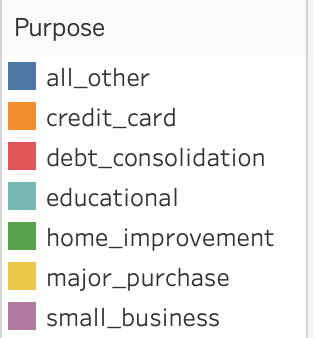 Purpose
all_other
credit_card
debt_consolidation
educational
home_improvement
major_purchase
small_business